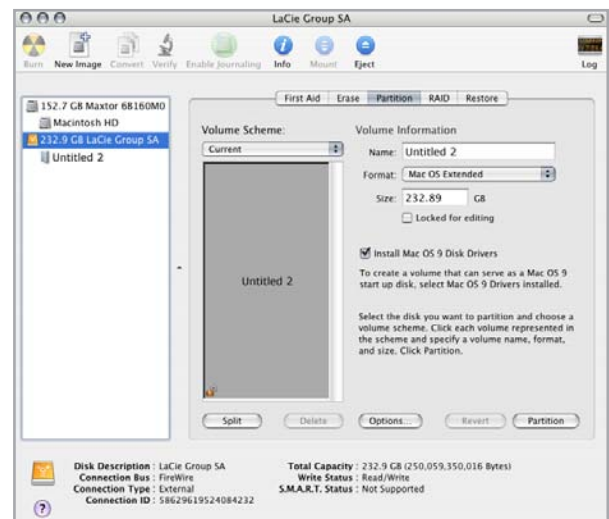 LaCie Group SA
Burn New Image Convert Verify Enable Journaling Info Mount Eject Log
First Aid Erase Partition RAID Restore
152.7 GB Maxtor 6B160M0
Macintosh HD
232.9 GB LaCie Group SA
Untitled 2
Volume Scheme:
Current
Untitled 2
Volume Information
Name: Untitled 2
Format: Mac OS Extended
Size: 232.89 GB
Locked for editing
Install Mac OS 9 Disk Drivers
To create a volume that can serve as a Mac OS 9
start up disk, select Mac OS 9 Drivers installed.
Select the disk you want to partition and choose a
volume scheme. Click each volume represented in
the scheme and specify a volume name, format,
and size. Click Partition.
Split Delete Options... Revert Partition
Disk Description : LaCie Group SA
Connection Bus : FireWire
Connection Type : External
Connection ID : 58629619524084232
Total Capacity : 232.9 GB (250,059,350,016 Bytes)
Write Status : Read/Write
S.M.A.R.T. Status : Not Supported
?